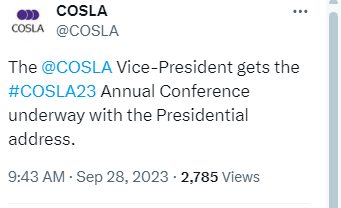 COSLA
COSLA
@COSLA
The @COSLA Vice-President gets the
#COSLA23 Annual Conference
underway with the Presidential
address.
9:43 AM · Sep 28, 2023 · 2,785 Views